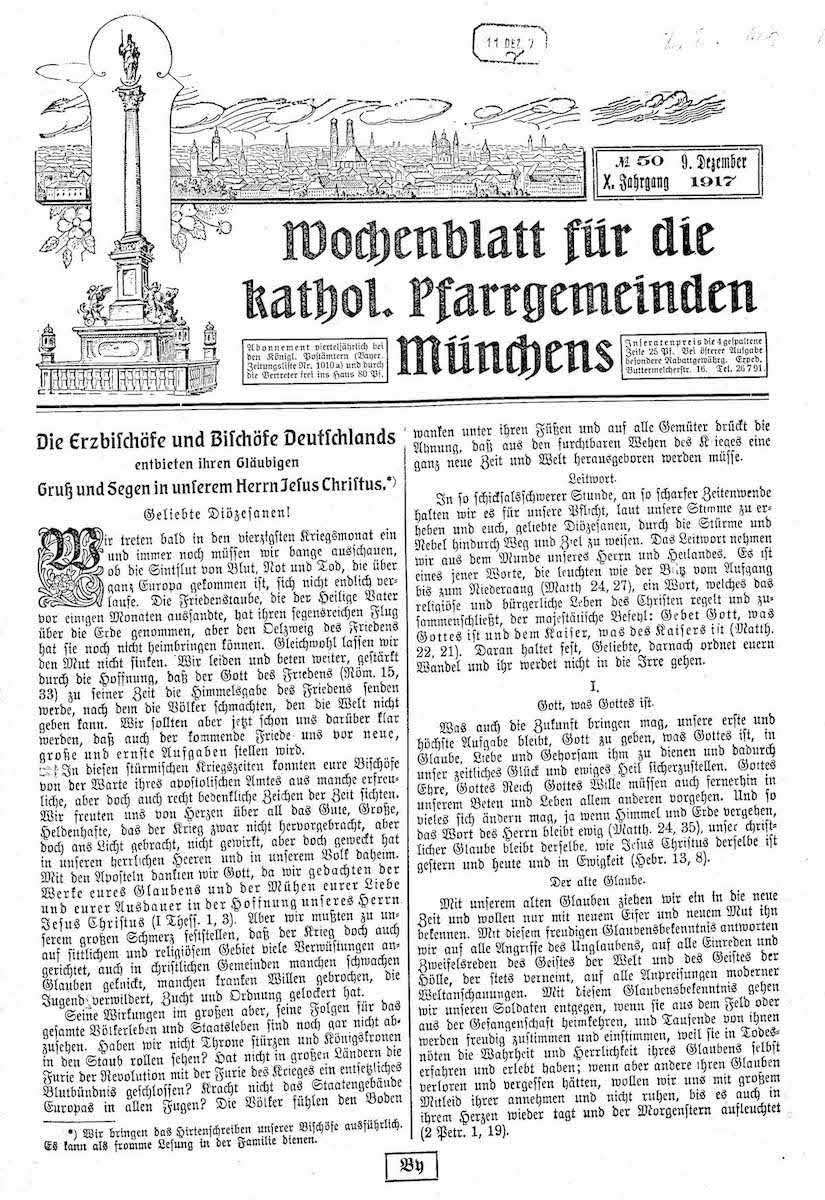 11 DEZ. 7
№ 50 9. Dezember
X. Jahrgang 1917
Wochenblatt für die
kathol. Pfarrgemeinden
Münchens
Abonnement vierteljährlich bei
den Königl. Postämtern (Bayer.
Zeitungsliste Nr. 1010a) und durch
die Vertreter frei ins Haus 80 Pf.
Inseratenpreis die 4 gespaltene
Zeile 25 Pf. Bei öfterer Aufgabe
besondere Rabattgewährg. Exped.
Buttermelcherstr. 16. Tel. 26791.
Die Erzbischöfe und Bischöfe Deutschlands
entbieten ihren Gläubigen
Gruß und Segen in unserem Herrn Jesus Christus.*)
Geliebte Diözesanen!
Wir treten bald in den vierzigsten Kriegsmonat ein
und immer noch müssen wir bange ausschauen,
ob die Sintflut von Blut, Not und Tod, die über
ganz Europa gekommen ist, sich nicht endlich ver-
laufe. Die Friedenstaube, die der Heilige Vater
vor einigen Monaten aussandte, hat ihren segensreichen Flug
über die Erde genommen, aber den Oelzweig des Friedens
hat sie noch nicht heimbringen können. Gleichwohl lassen wir
den Mut nicht sinken. Wir leiden und beten weiter, gestärkt
durch die Hoffnung, daß der Gott des Friedens (Röm. 15,
33) zu seiner Zeit die Himmelsgabe des Friedens senden
werde, nach dem die Völker schmachten, den die Welt nicht
geben kann. Wir sollten aber jetzt schon uns darüber klar
werden, daß auch der kommende Friede uns vor neue,
große und ernste Aufgaben stellen wird.
In diesen stürmischen Kriegszeiten konnten eure Bischöfe
von der Warte ihres apostolischen Amtes aus manche erfreu-
liche, aber doch auch recht bedenkliche Zeichen der Zeit sichten.
Wir freuten uns von Herzen über all das Gute, Große,
Heldenhafte, das der Krieg zwar nicht hervorgebracht, aber
doch ans Licht gebracht, nicht gewirkt, aber doch geweckt hat
in unseren herrlichen Heeren und in unserem Volk daheim.
Mit den Aposteln dankten wir Gott, da wir gedachten der
Werke eures Glaubens und der Mühen eurer Liebe
und eurer Ausdauer in der Hoffnung unseres Herrn
Jesus Christus (I Thess. 1, 3). Aber wir mußten zu un-
serem großen Schmerz feststellen, daß der Krieg doch auch
auf sittlichem und religiösem Gebiet viele Verwüstungen an-
gerichtet, auch in christlichen Gemeinden manchen schwachen
Glauben geknickt, manchen kranken Willen gebrochen, die
Jugend verwildert, Zucht und Ordnung gelockert hat.
Seine Wirkungen im großen aber, seine Folgen für das
gesamte Völkerleben und Staatsleben sind noch gar nicht ab-
zusehen. Haben wir nicht Throne stürzen und Königskronen
in den Staub rollen sehen? Hat nicht in großen Ländern die
Furie der Revolution mit der Furie des Krieges ein entsetzliches
Blutbündnis geschlossen? Kracht nicht das Staatengebäude
Europas in allen Fugen? Die Völker fühlen den Boden
*) Wir bringen das Hirtenschreiben unserer Bischöfe ausführlich.
Es kann als fromme Lesung in der Familie dienen.
wanken unter ihren Füßen und auf alle Gemüter drückt die
Ahnung, daß aus den furchtbaren Wehen des Krieges eine
ganz neue Zeit und Welt herausgeboren werden müsse.
Leitwort.
In so schicksalsschwerer Stunde, an so scharfer Zeitenwende
halten wir es für unsere Pflicht, laut unsere Stimme zu er-
heben und euch, geliebte Diözesanen, durch die Stürme und
Nebel hindurch Weg und Ziel zu weisen. Das Leitwort nehmen
wir aus dem Munde unseres Herrn und Heilandes. Es ist
eines jener Worte, die leuchten wie der Blitz vom Aufgang
bis zum Niedergang (Matth 24, 27), ein Wort, welches das
religiöse und bürgerliche Leben des Christen regelt und zu-
sammenschließt, der majestätische Befehl: Gebet Gott, was
Gottes ist und dem Kaiser, was des Kaisers ist (Matth.
22, 21). Daran haltet fest, Geliebte, darnach ordnet euern
Wandel und ihr werdet nicht in die Irre gehen.
I.
Gott, was Gottes ist.
Was auch die Zukunft bringen mag, unsere erste und
höchste Aufgabe bleibt, Gott zu geben, was Gottes ist, in
Glaube, Liebe und Gehorsam ihm zu dienen und dadurch
unser zeitliches Glück und ewiges Heil sicherzustellen. Gottes
Ehre, Gottes Reich Gottes Wille müssen auch fernerhin in
unserem Beten und Leben allem anderen vorgehen. Und so
vieles sich ändern mag, ja wenn Himmel und Erde vergehen,
das Wort des Herrn bleibt ewig (Matth. 24, 35), unser christ-
licher Glaube bleibt derselbe, wie Jesus Christus derselbe ist
gestern und heute und in Ewigkeit (Hebr. 13, 8).
Der alte Glaube.
Mit unserem alten Glauben ziehen wir ein in die neue
Zeit und wollen nur mit neuem Eifer und neuem Mut ihn
bekennen. Mit diesem freudigen Glaubensbekenntnis antworten
wir auf alle Angriffe des Unglaubens, auf alle Einreden und
Zweifelsreden des Geistes der Welt und des Geistes der
Hölle, der stets verneint, auf alle Anpreisungen moderner
Weltanschauungen. Mit diesem Glaubensbekenntnis gehen
wir unseren Soldaten entgegen, wenn sie aus dem Feld oder
aus der Gefangenschaft heimkehren, und Tausende von ihnen
werden freudig zustimmen und einstimmen, weil sie in Todes-
nöten die Wahrheit und Herrlichkeit ihres Glaubens selbst
erfahren und erlebt haben; wenn aber andere ihren Glauben
verloren und vergessen hätten, wollen wir uns mit großem
Mitleid ihrer annehmen und nicht ruhen, bis es auch in
ihrem Herzen wieder tagt und der Morgenstern aufleuchtet
(2 Petr. 1, 19).
By